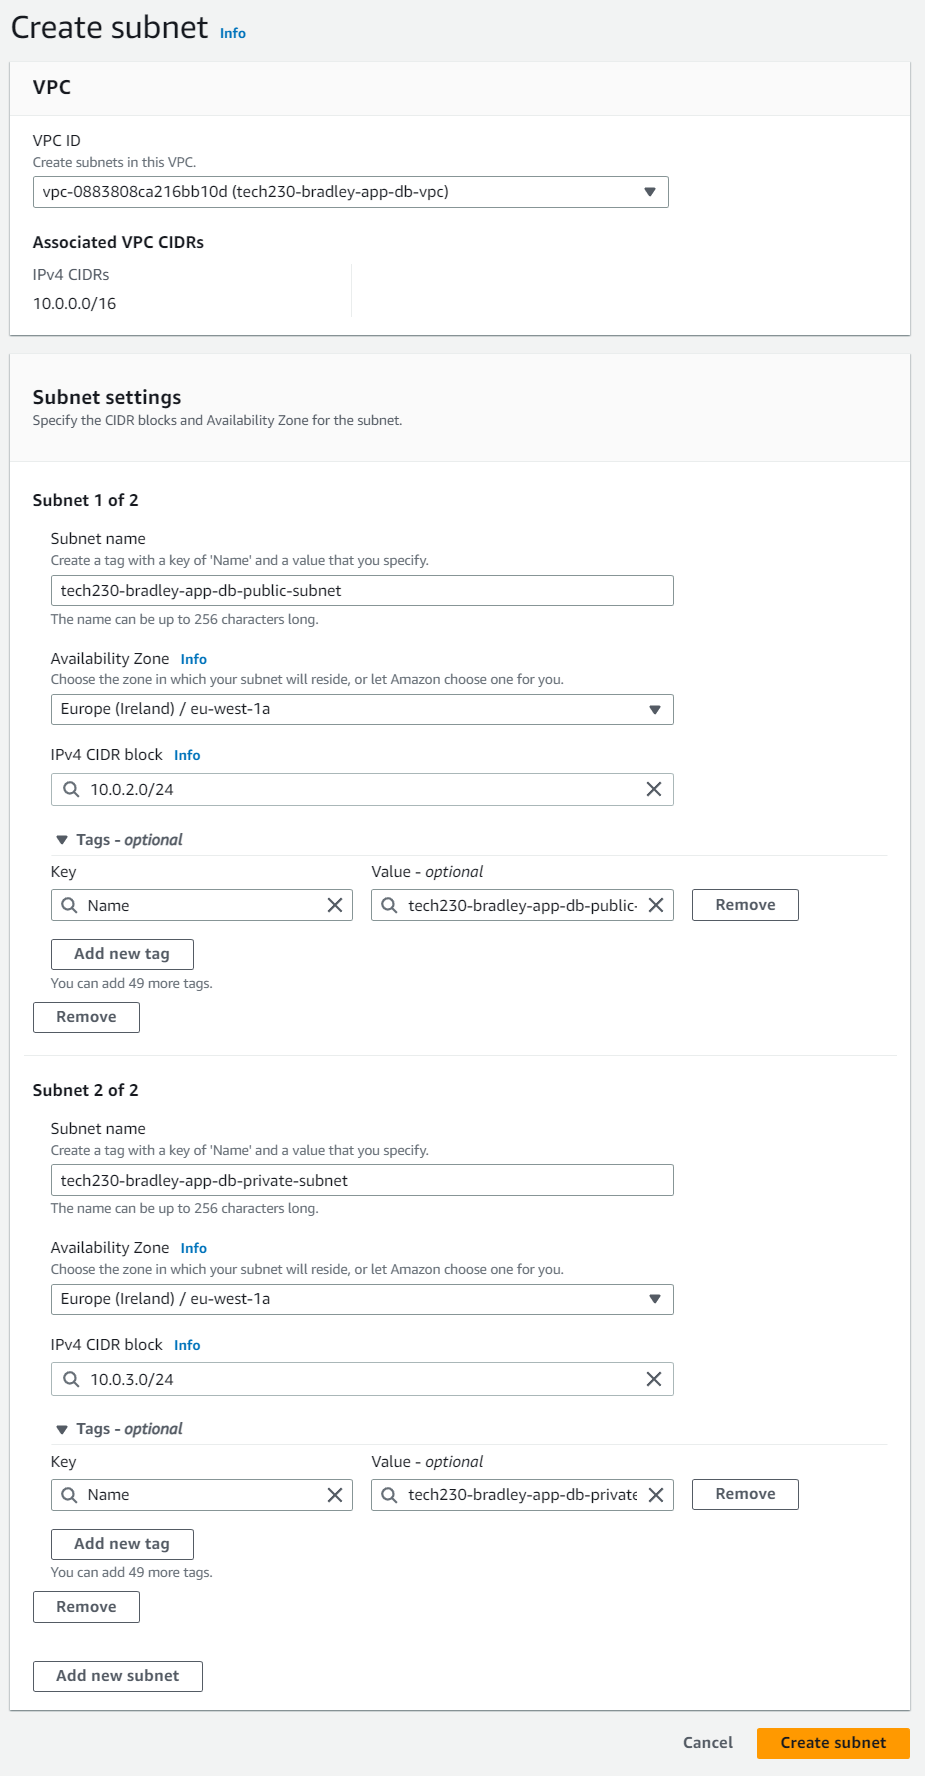 Create subnet Info
VPC
VPC ID
Create subnets in this VPC.
vpc-0883808ca216bb10d (tech230-bradley-app-db-vpc)
Associated VPC CIDRs
IPv4 CIDRs
10.0.0.0/16
Subnet settings
Specify the CIDR blocks and Availability Zone for the subnet.
Subnet 1 of 2
Subnet name
Create a tag with a key of 'Name' and a value that you specify.
tech230-bradley-app-db-public-subnet
The name can be up to 256 characters long.
Availability Zone Info
Choose the zone in which your subnet will reside, or let Amazon choose one for you.
Europe (Ireland) / eu-west-1a
IPv4 CIDR block Info
10.0.2.0/24
Tags - optional
Key Value - optional
Name tech230-bradley-app-db-public- Remove
Add new tag
You can add 49 more tags.
Remove
Subnet 2 of 2
Subnet name
Create a tag with a key of 'Name' and a value that you specify.
tech230-bradley-app-db-private-subnet
The name can be up to 256 characters long.
Availability Zone Info
Choose the zone in which your subnet will reside, or let Amazon choose one for you.
Europe (Ireland) / eu-west-1a
IPv4 CIDR block Info
10.0.3.0/24
Tags - optional
Key Value - optional
Name tech230-bradley-app-db-private Remove
Add new tag
You can add 49 more tags.
Remove
Add new subnet
Cancel Create subnet